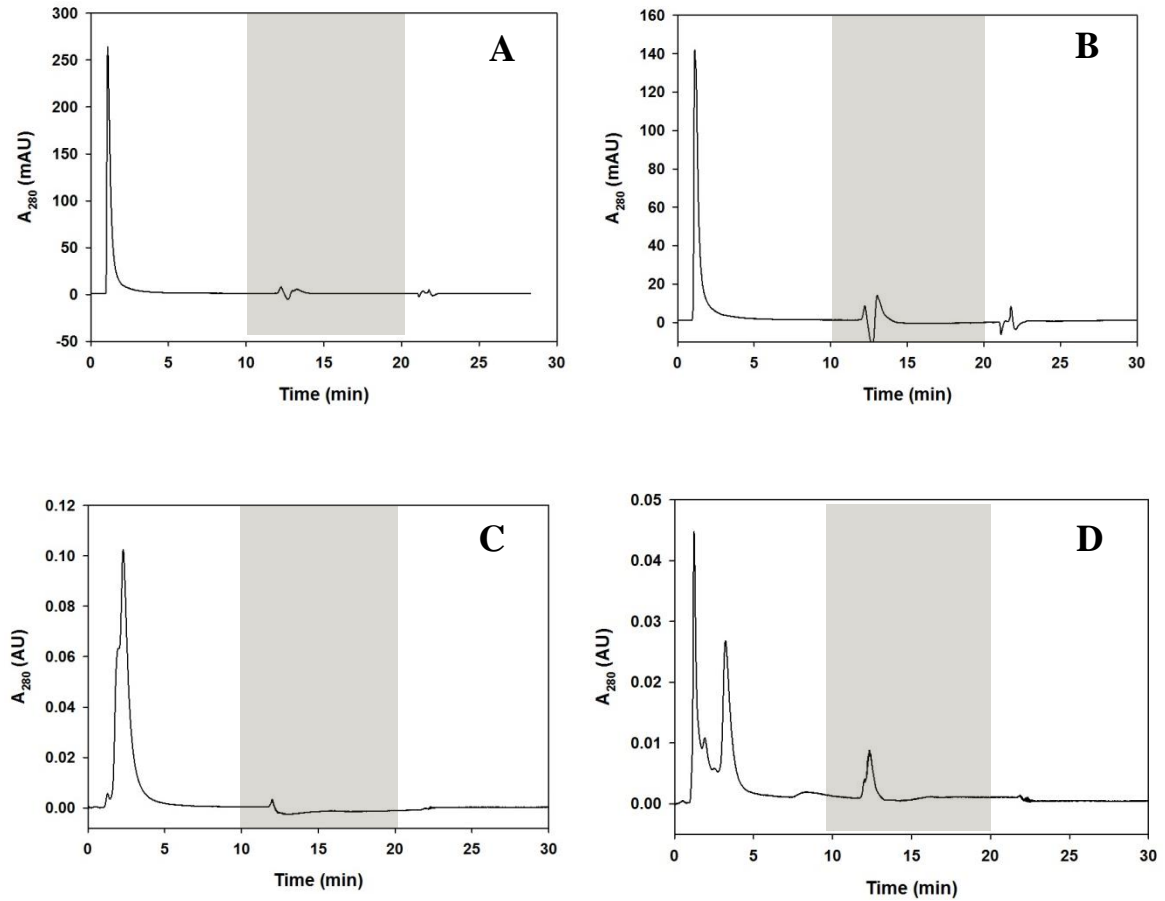 A
A280 (mAU)
300
250
200
150
100
50
0
-50
0 5 10 15 20 25 30
Time (min)
B
A280 (mAU)
160
140
120
100
80
60
40
20
0
0 5 10 15 20 25 30
Time (min)
C
A280 (AU)
0.12
0.10
0.08
0.06
0.04
0.02
0.00
0 5 10 15 20 25 30
Time (min)
D
A280 (AU)
0.05
0.04
0.03
0.02
0.01
0.00
0 5 10 15 20 25 30
Time (min)